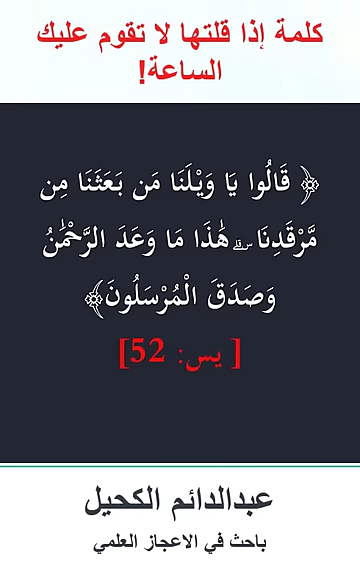 كلمة إذا قلتها لا تقوم عليك
الساعة!
﴿ قَالُوا يَا وَيْلَنَا مَن بَعَثَنَا مِن
مَّرْقَدِنَا ۜ هَٰذَا مَا وَعَدَ الرَّحْمَٰنُ
وَصَدَقَ الْمُرْسَلُونَ﴾
[ يس: 52]
عبدالدائم الكحيل
باحث في الاعجاز العلمي